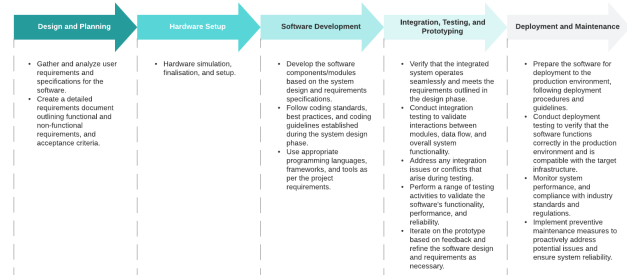 Design and Planning
Hardware Setup
Software Development
Integration, Testing, and
Prototyping
Deployment and Maintenance
• Gather and analyze user
requirements and
specifications for the
software.
• Create a detailed
requirements document
outlining functional and
non-functional
requirements, and
acceptance criteria.
• Hardware simulation,
finalisation, and setup.
• Develop the software
components/modules
based on the system
design and requirements
specifications.
• Follow coding standards,
best practices, and coding
guidelines established
during the system design
phase.
• Use appropriate
programming languages,
frameworks, and tools as
per the project
requirements.
• Verify that the integrated
system operates
seamlessly and meets the
requirements outlined in
the design phase.
• Conduct integration
testing to validate
interactions between
modules, data flow, and
overall system
functionality.
• Address any integration
issues or conflicts that
arise during testing.
• Perform a range of testing
activities to validate the
software's functionality,
performance, and
reliability.
• Iterate on the prototype
based on feedback and
refine the software design
and requirements as
necessary.
• Prepare the software for
deployment to the
production environment,
following deployment
procedures and
guidelines.
• Conduct deployment
testing to verify that the
software functions
correctly in the production
environment and is
compatible with the target
infrastructure.
• Monitor system
performance, and
compliance with industry
standards and
regulations.
• Implement preventive
maintenance measures to
proactively address
potential issues and
ensure system reliability.